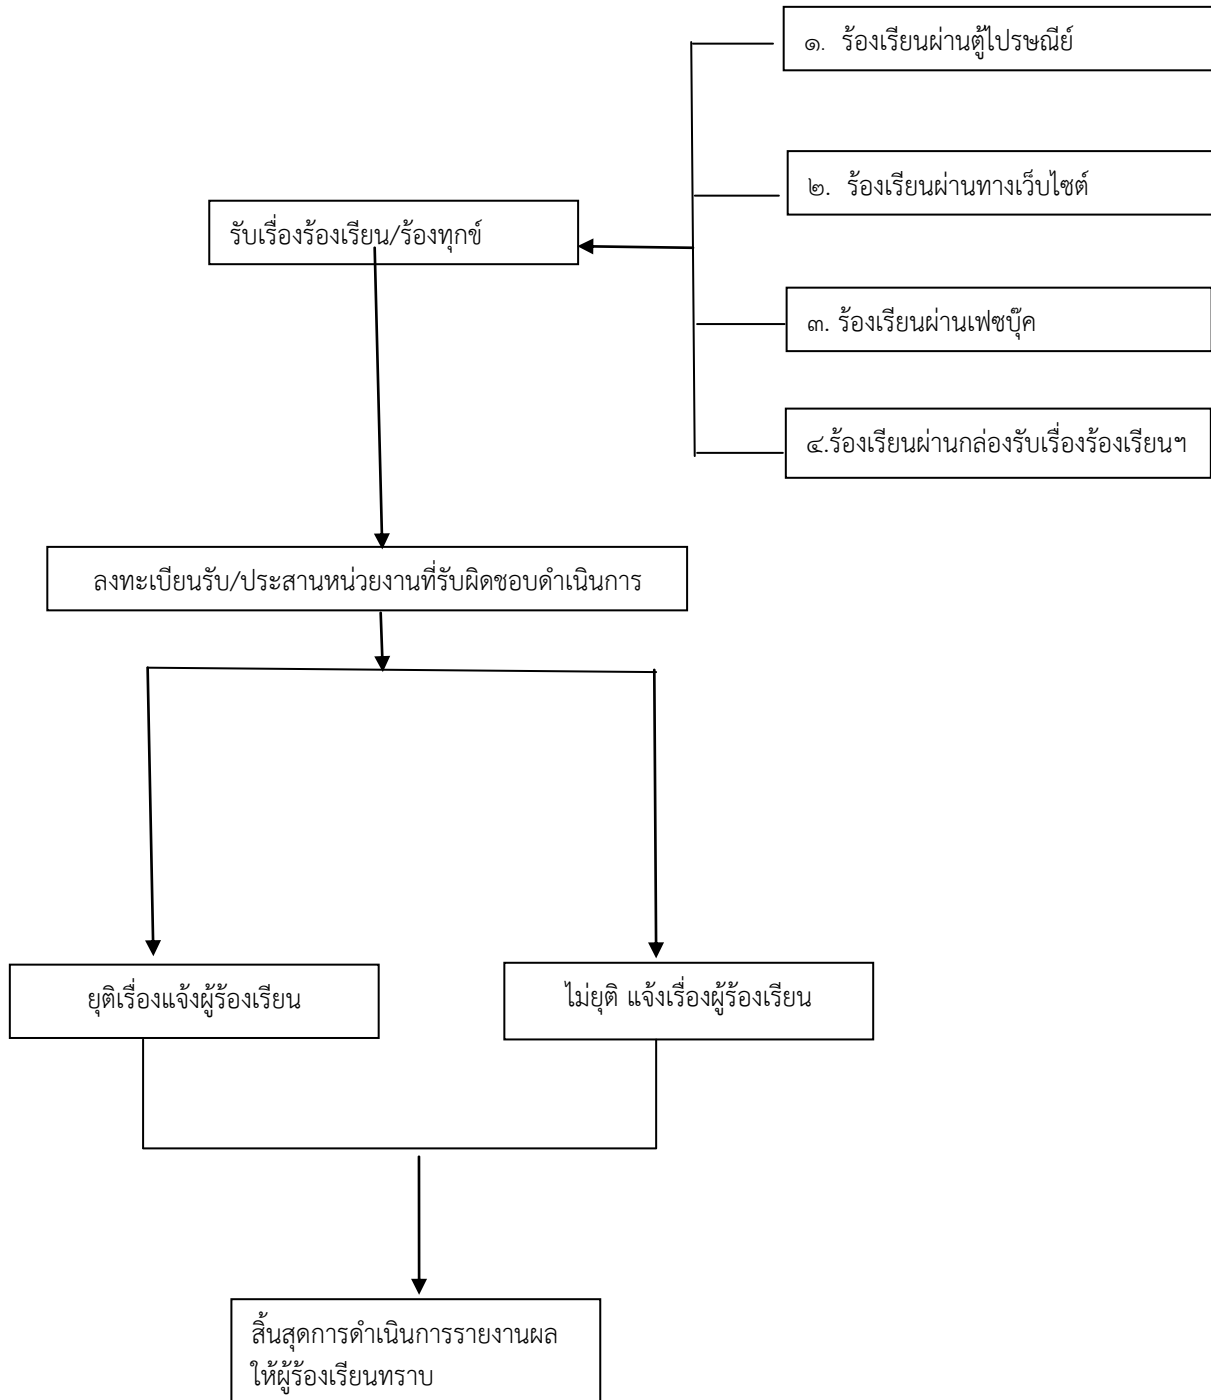 ๑. ร้องเรียนผ่านตู้ไปรษณีย์
๒. ร้องเรียนผ่านทางเว็บไซต์
รับเรื่องร้องเรียน/ร้องทุกข์
๓. ร้องเรียนผ่านเฟซบุ๊ค
๔.ร้องเรียนผ่านกล่องรับเรื่องร้องเรียนฯ
ลงทะเบียนรับ/ประสานหน่วยงานที่รับผิดชอบดำเนินการ
ยุติเรื่องแจ้งผู้ร้องเรียน
ไม่ยุติ แจ้งเรื่องผู้ร้องเรียน
สิ้นสุดการดำเนินการรายงานผล
ให้ผู้ร้องเรียนทราบ